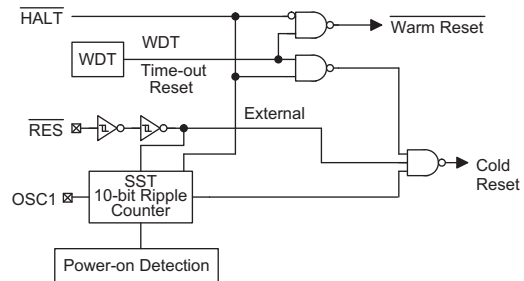 HALT
WDT
WDT
Time-out
Reset
Warm Reset
RES
External
OSC1
SST
10-bit Ripple
Counter
Cold
Reset
Power-on Detection